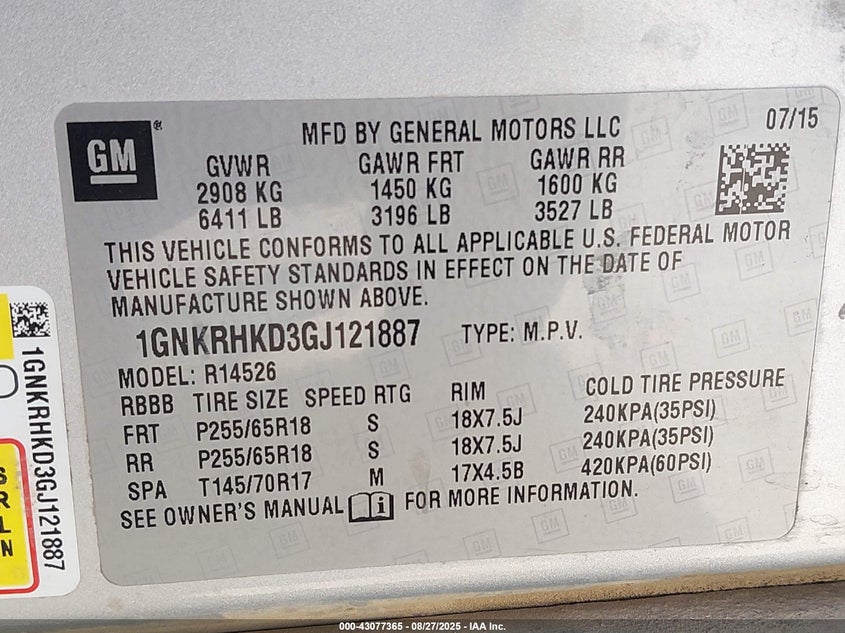 GM
®
MFD BY GENERAL MOTORS LLC
07/15
GVWR GAWR FRT GAWR RR
2908 KG 1450 KG 1600 KG
6411 LB 3196 LB 3527 LB
THIS VEHICLE CONFORMS TO ALL APPLICABLE U.S. FEDERAL MOTOR
VEHICLE SAFETY STANDARDS IN EFFECT ON THE DATE OF
MANUFACTURE SHOWN ABOVE.
1GNKRHKD3GJ121887 TYPE: M.P.V.
MODEL: R14526
RBBB TIRE SIZE SPEED RTG RIM COLD TIRE PRESSURE
FRT P255/65R18 S 18X7.5J 240KPA(35PSI)
RR P255/65R18 S 18X7.5J 240KPA(35PSI)
SPA T145/70R17 M 17X4.5B 420KPA(60PSI)
SEE OWNER'S MANUAL i FOR MORE INFORMATION.
1GNKRHKD3GJ121887
S
R
L
N
000-43077365 | 08/27/2025 | IAA Inc.